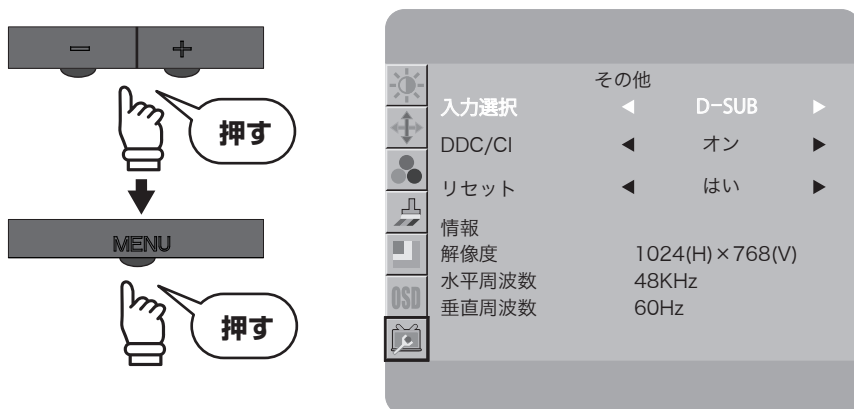 − +
押す
MENU
押す
その他
入力選択 ◀ D-SUB ▶
DDC/CI ◀ オン ▶
リセット ◀ はい ▶
情報
解像度 1024(H)×768(V)
水平周波数 48KHz
垂直周波数 60Hz
OSD